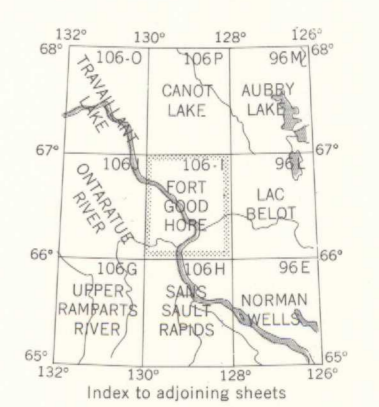 132° 130° 128° 126°
68° 106-O 106P 96M 68°
TRAVAILLANT LAKE
CANOT LAKE
AUBRY LAKE
67° 106J 106-I 96L 67°
ONTARATUE RIVER
FORT GOOD HOPE
LAC BELOT
66° 106G 106H 96E 66°
UPPER RAMPARTS RIVER
SANS SAULT RAPIDS
NORMAN WELLS
65° 65°
132° 130° 128° 126°
Index to adjoining sheets